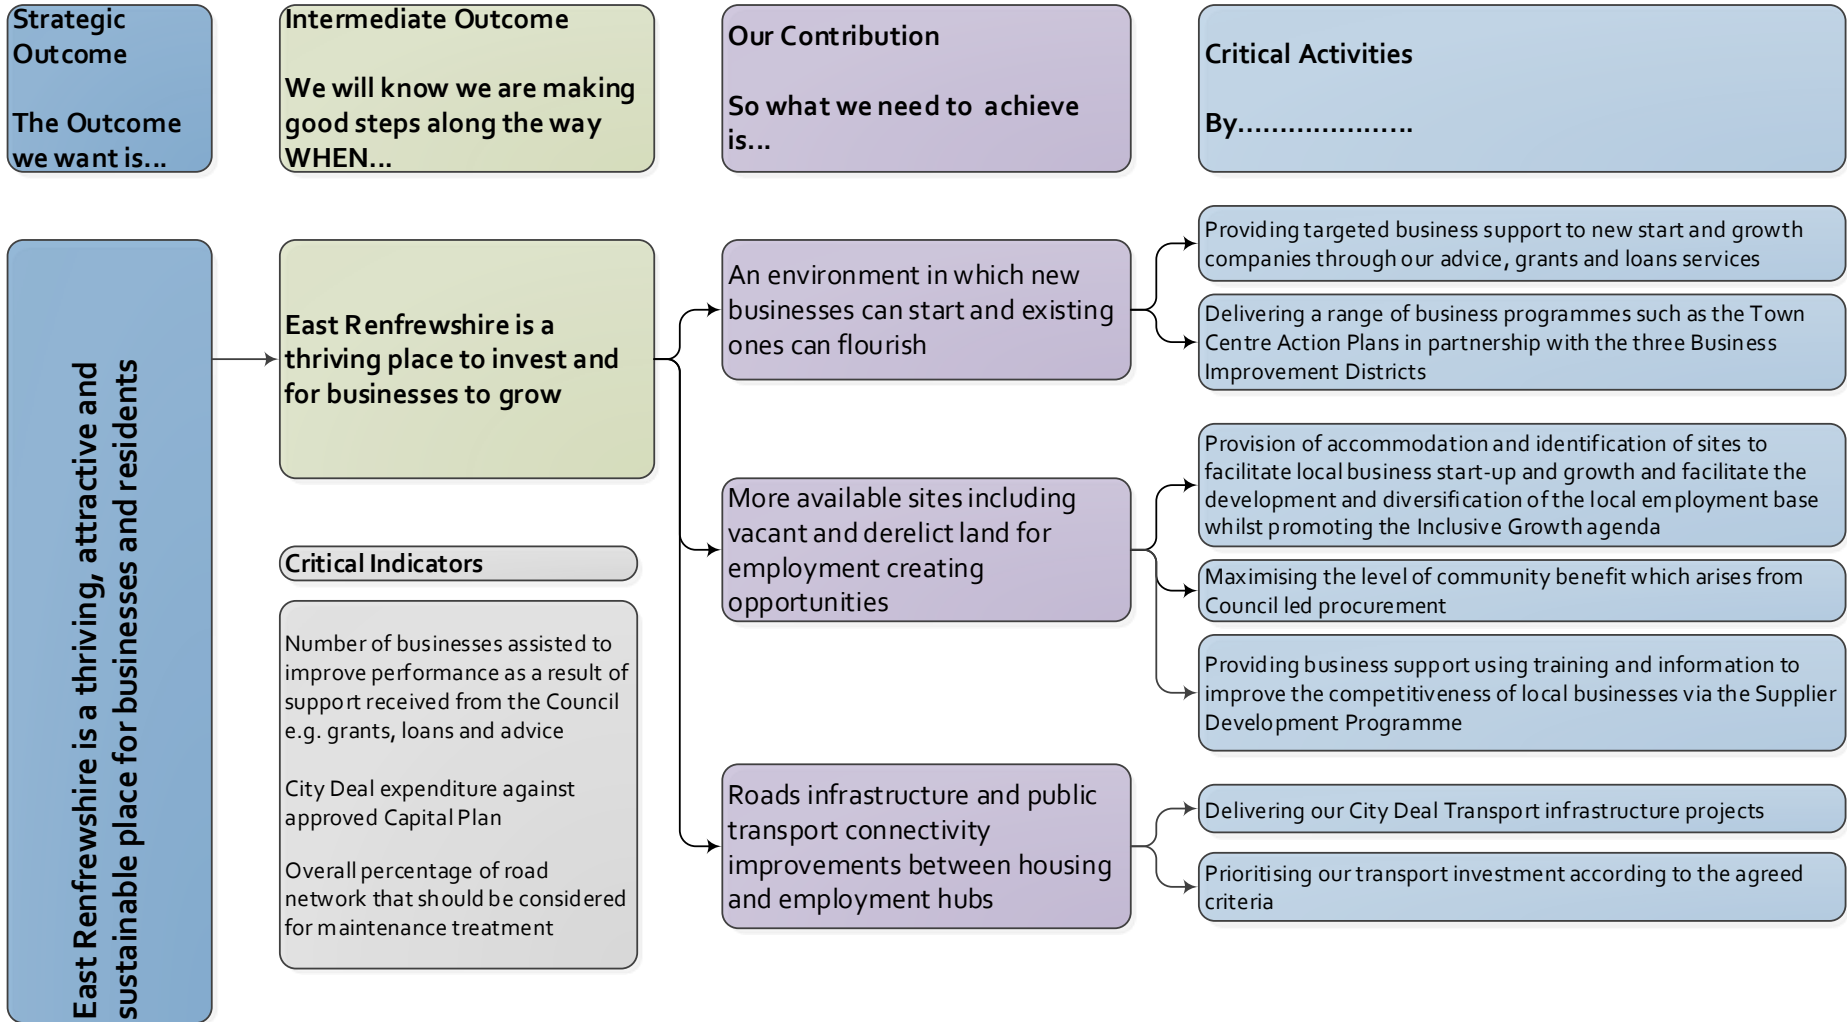 Strategic
Outcome
The Outcome
we want is...
Intermediate Outcome
We will know we are making
good steps along the way
WHEN...
Our Contribution
So what we need to achieve
is...
Critical Activities
By.....................
East Renfrewshire is a thriving, attractive and
sustainable place for businesses and residents
East Renfrewshire is a
thriving place to invest and
for businesses to grow
Critical Indicators
Number of businesses assisted to
improve performance as a result of
support received from the Council
e.g. grants, loans and advice
City Deal expenditure against
approved Capital Plan
Overall percentage of road
network that should be considered
for maintenance treatment
An environment in which new
businesses can start and existing
ones can flourish
More available sites including
vacant and derelict land for
employment creating
opportunities
Roads infrastructure and public
transport connectivity
improvements between housing
and employment hubs
Providing targeted business support to new start and growth
companies through our advice, grants and loans services
Delivering a range of business programmes such as the Town
Centre Action Plans in partnership with the three Business
Improvement Districts
Provision of accommodation and identification of sites to
facilitate local business start-up and growth and facilitate the
development and diversification of the local employment base
whilst promoting the Inclusive Growth agenda
Maximising the level of community benefit which arises from
Council led procurement
Providing business support using training and information to
improve the competitiveness of local businesses via the Supplier
Development Programme
Delivering our City Deal Transport infrastructure projects
Prioritising our transport investment according to the agreed
criteria